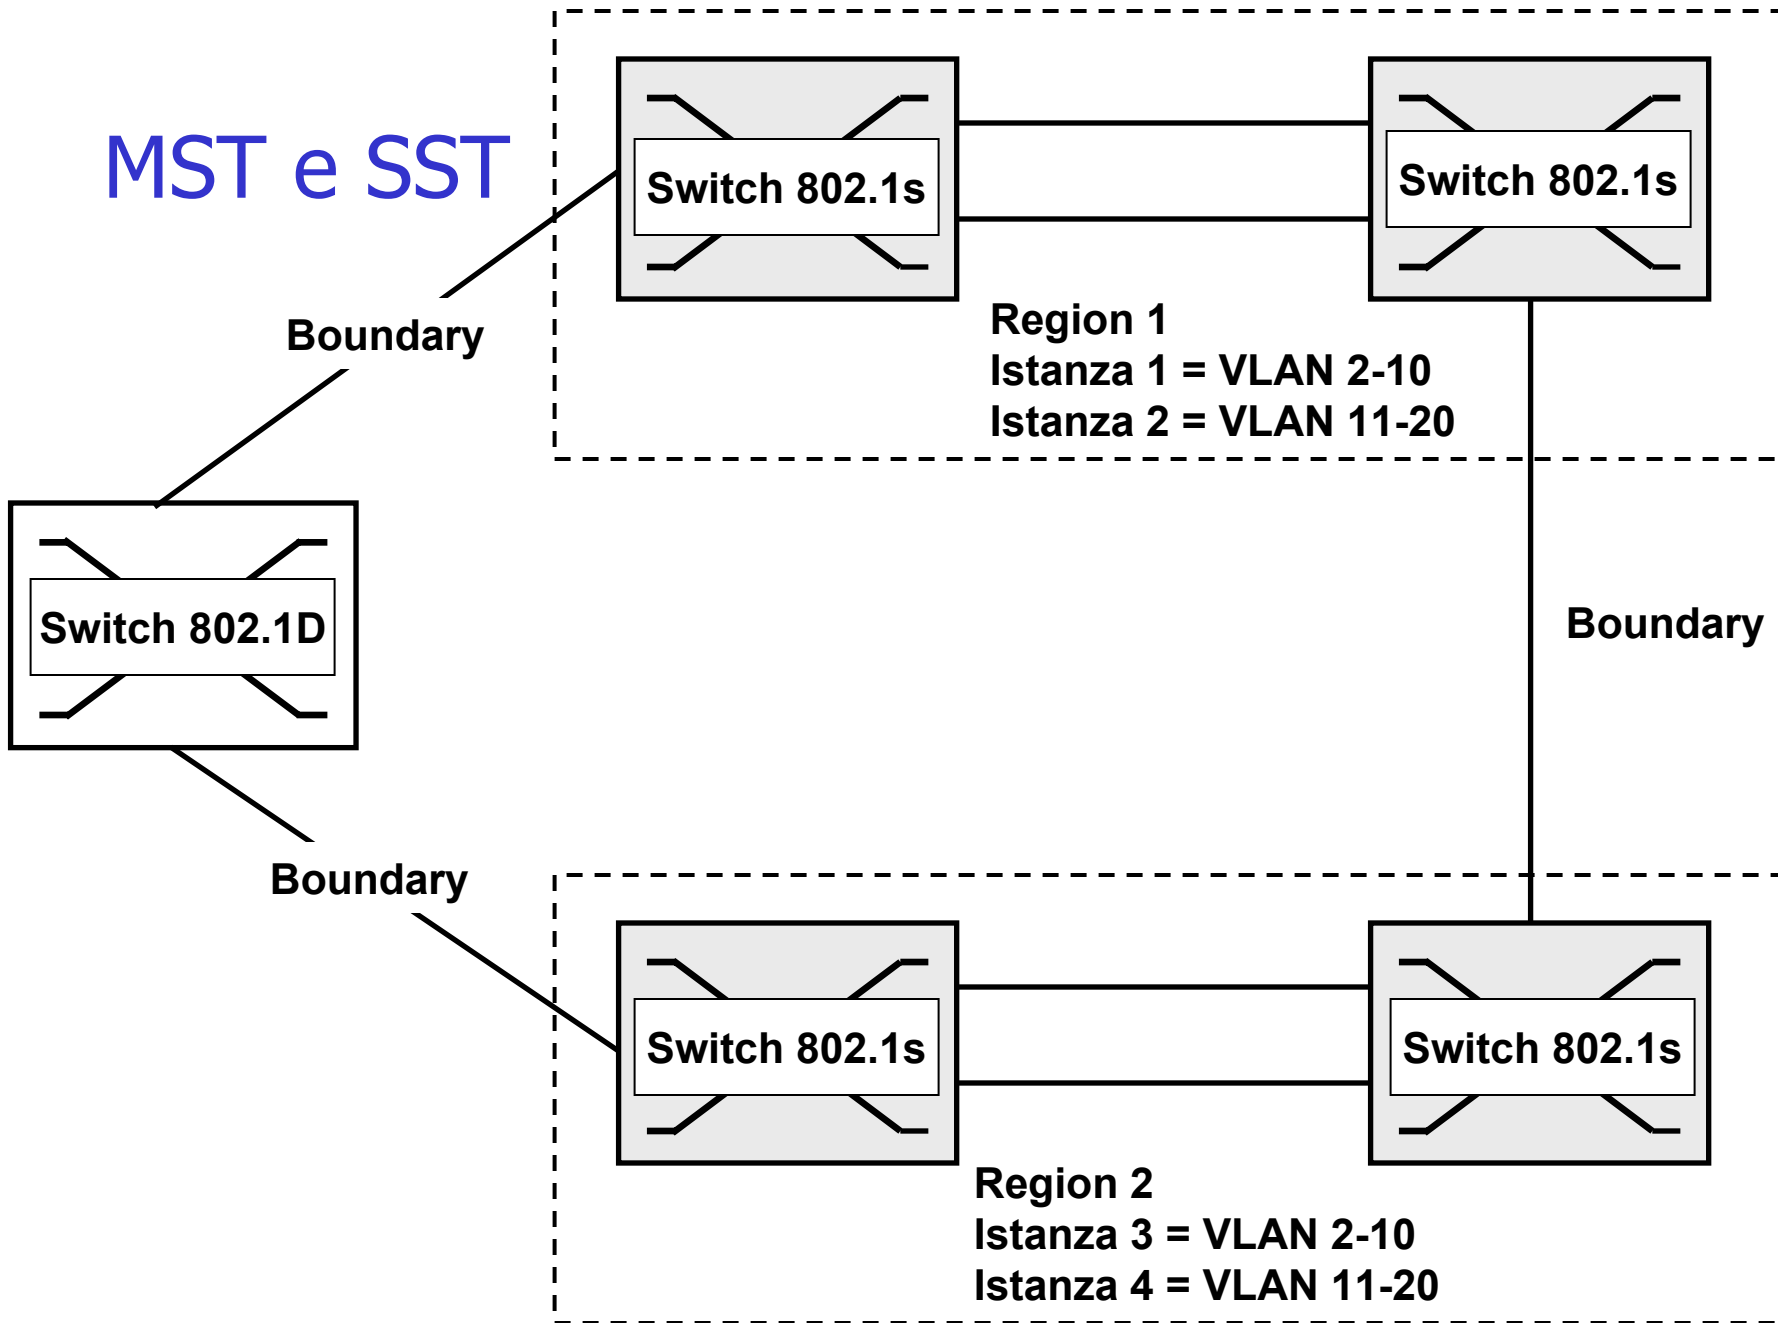 MST e SST
Switch 802.1s
Switch 802.1s
Boundary
Region 1
Istanza 1 = VLAN 2-10
Istanza 2 = VLAN 11-20
Switch 802.1D
Boundary
Boundary
Switch 802.1s
Switch 802.1s
Region 2
Istanza 3 = VLAN 2-10
Istanza 4 = VLAN 11-20